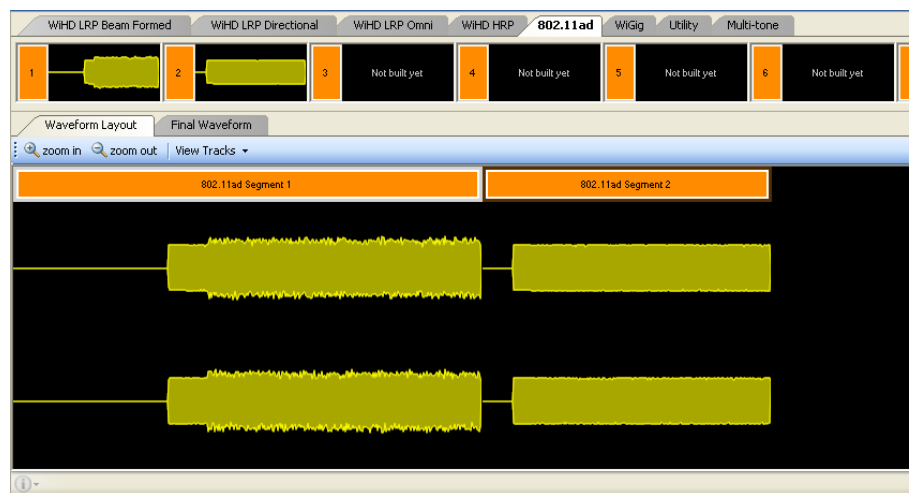 WiHD LRP Beam Formed WiHD LRP Directional WiHD LRP Omni WiHD HRP 802.11ad WiGig Utility Multi-tone
1 2 3 Not built yet 4 Not built yet 5 Not built yet 6 Not built yet
Waveform Layout Final Waveform
zoom in zoom out View Tracks
802.11ad Segment 1 802.11ad Segment 2